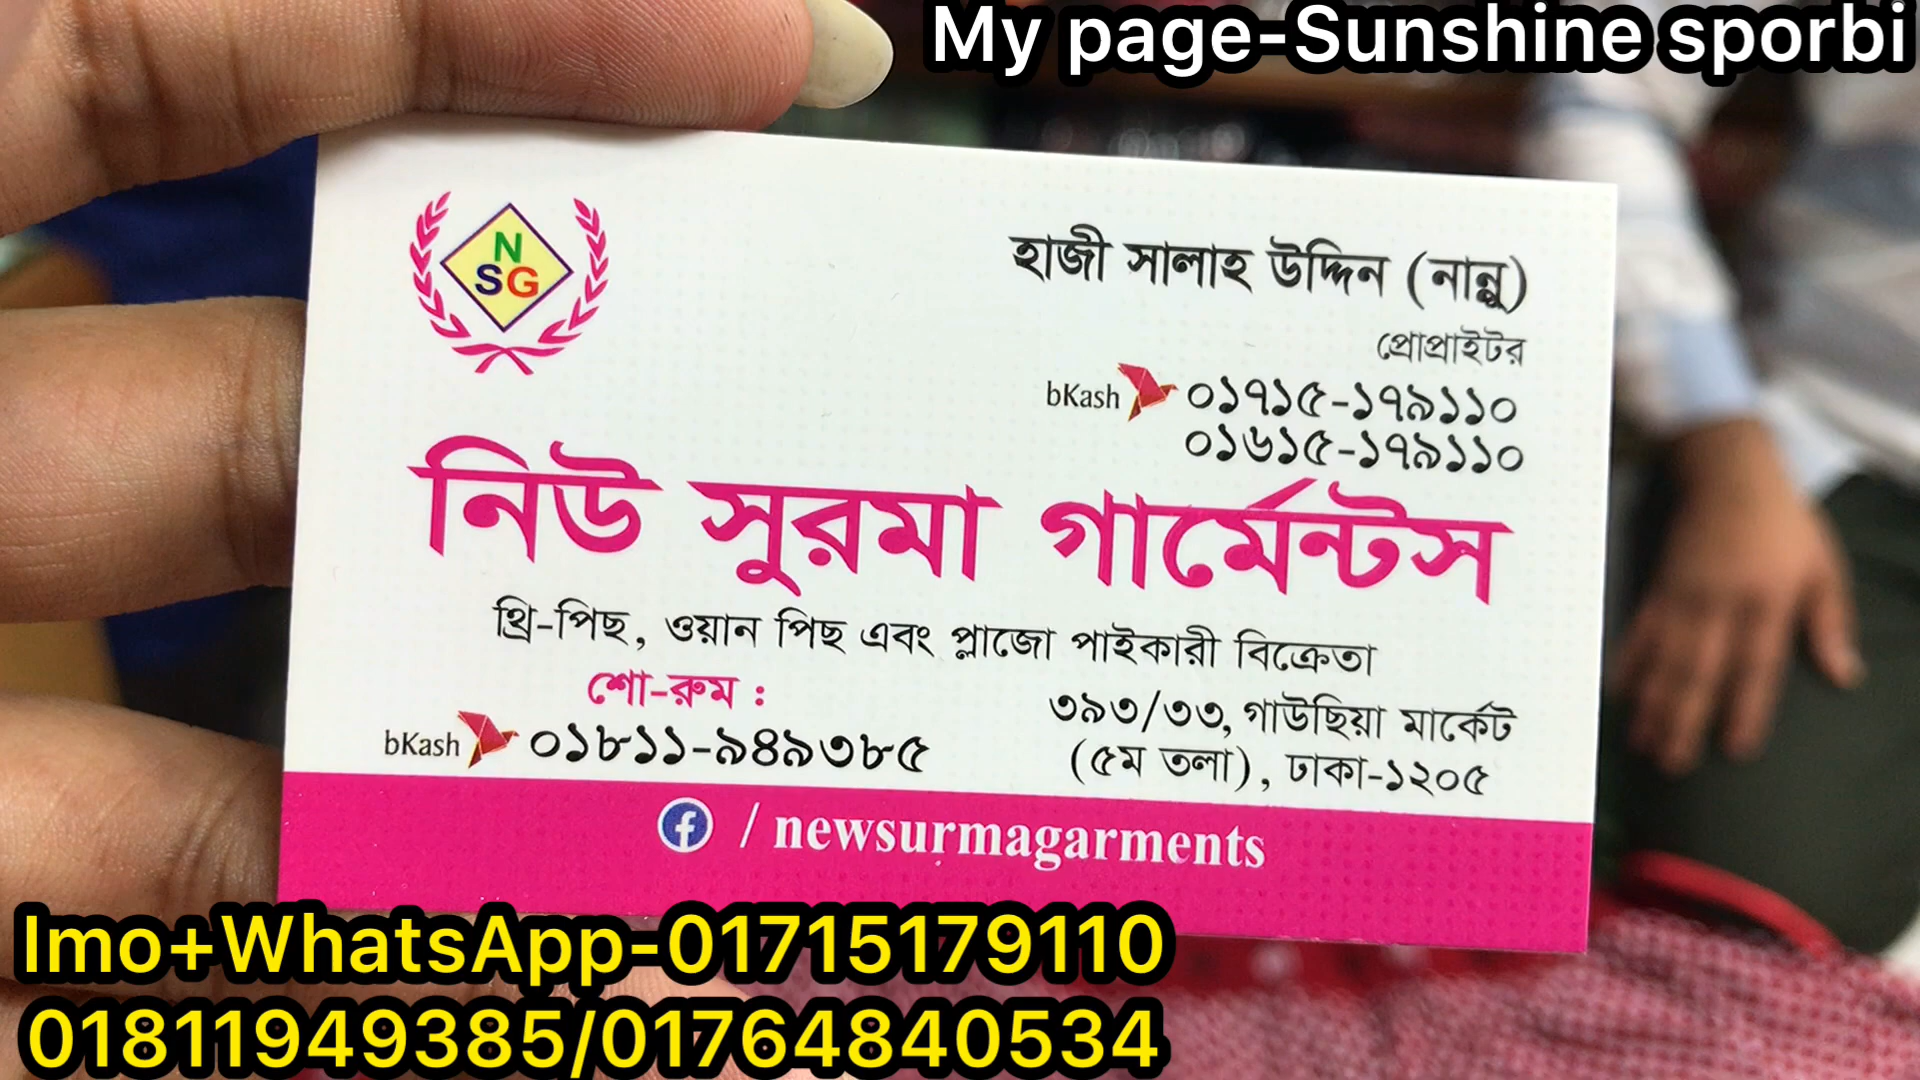 My page-Sunshine sporbi
N
SG
হাজী সালাহ উদ্দিন (নান্নু)
প্রোপ্রাইটর
bKash ০১৭১৫-১৭৯১১০
০১৬১৫-১৭৯১১০
নিউ সুরমা গার্মেন্টস
থ্রি-পিছ, ওয়ান পিছ এবং প্লাজো পাইকারী বিক্রেতা
শো-রুম :
bKash ০১৮১১-৯৪৯৩৮৫
৩৯৩/৩৩, গাউছিয়া মার্কেট
(৫ম তলা), ঢাকা-১২০৫
/ newsurmagarments
Imo+WhatsApp-01715179110
01811949385/01764840534